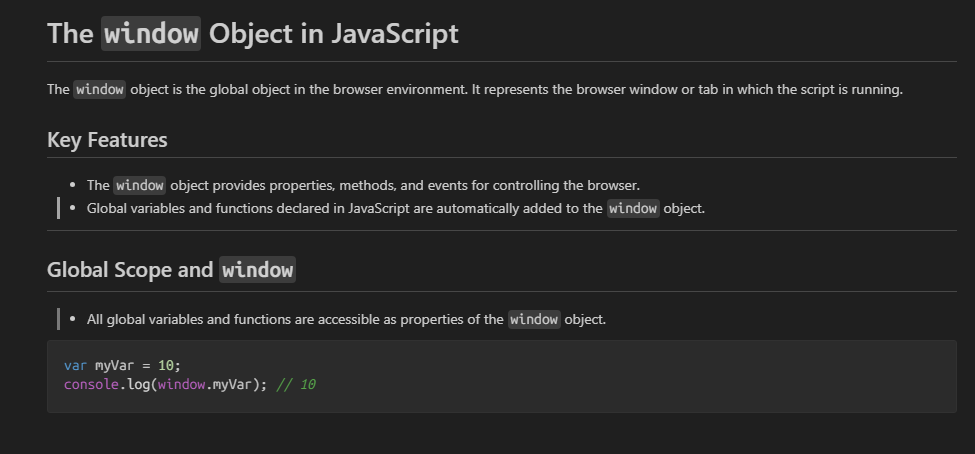 The window Object in JavaScript
The window object is the global object in the browser environment. It represents the browser window or tab in which the script is running.
Key Features
• The window object provides properties, methods, and events for controlling the browser.
• Global variables and functions declared in JavaScript are automatically added to the window object.
Global Scope and window
• All global variables and functions are accessible as properties of the window object.
var myVar = 10;
console.log(window.myVar); // 10